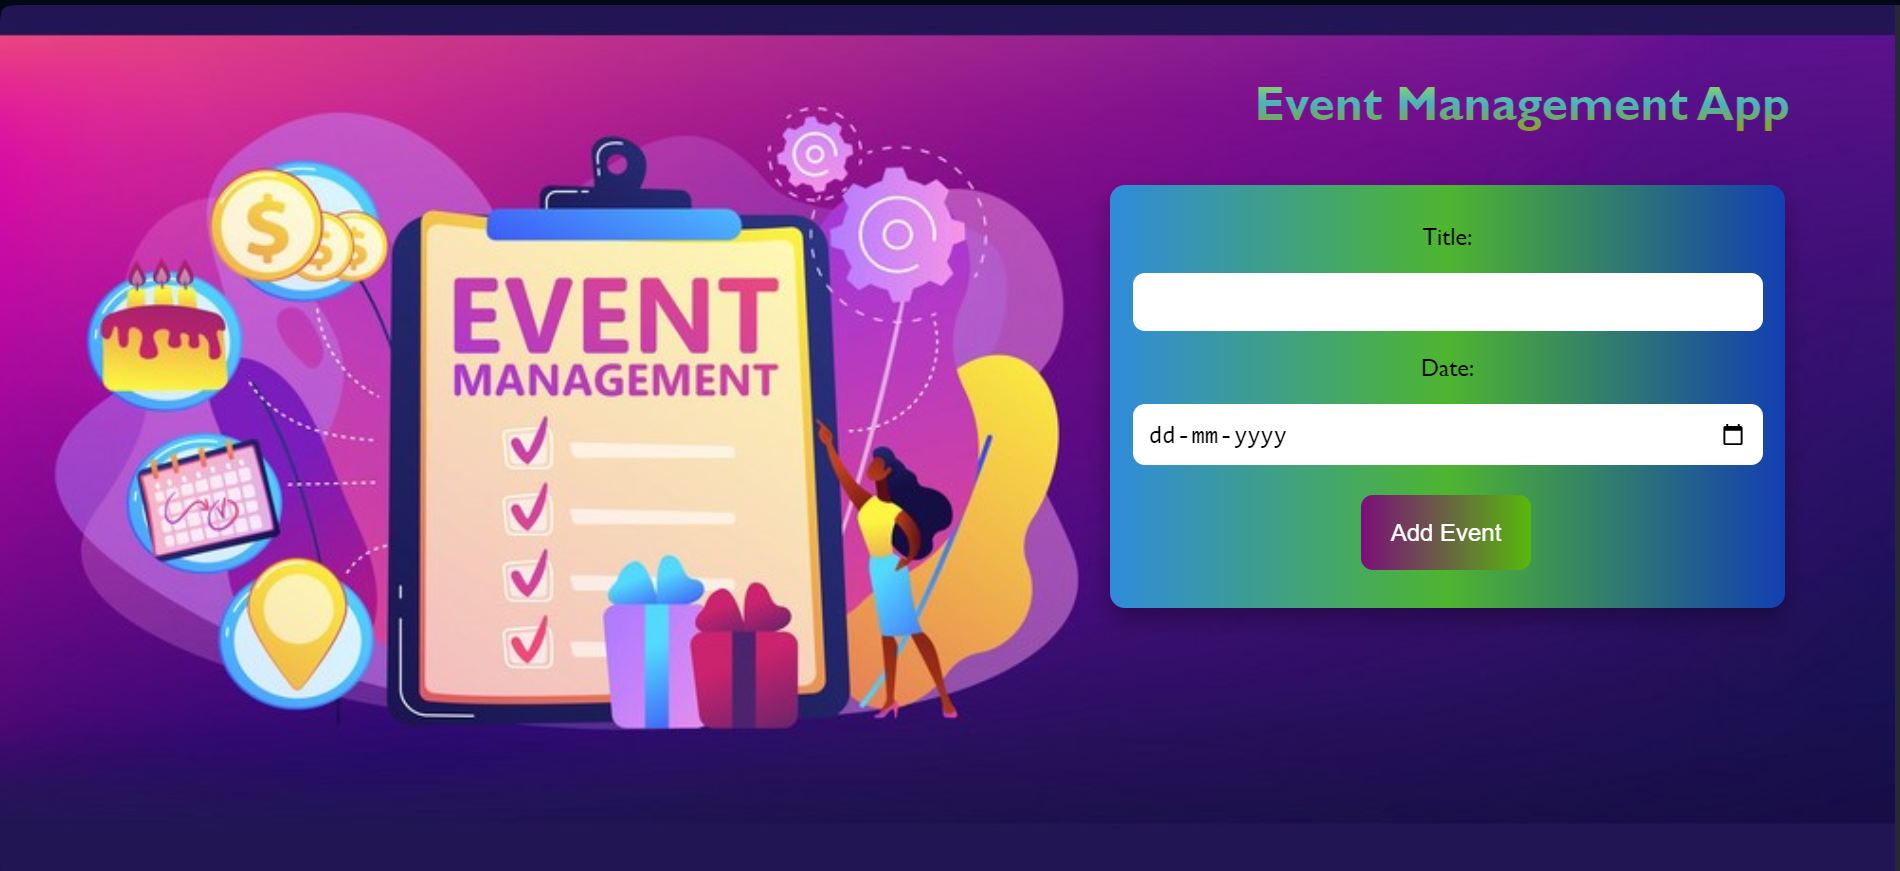 Event Management App
EVENT
MANAGEMENT
Title:
Date:
dd-mm-yyyy
Add Event